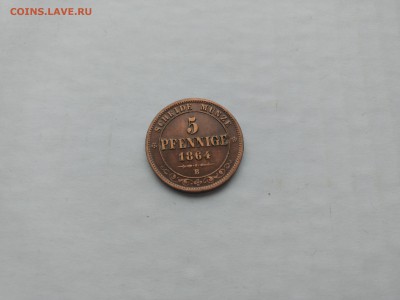 COINS.LAVE.RU
SCHEIDE MÜNZE
5
PFENNIGE
1864
B